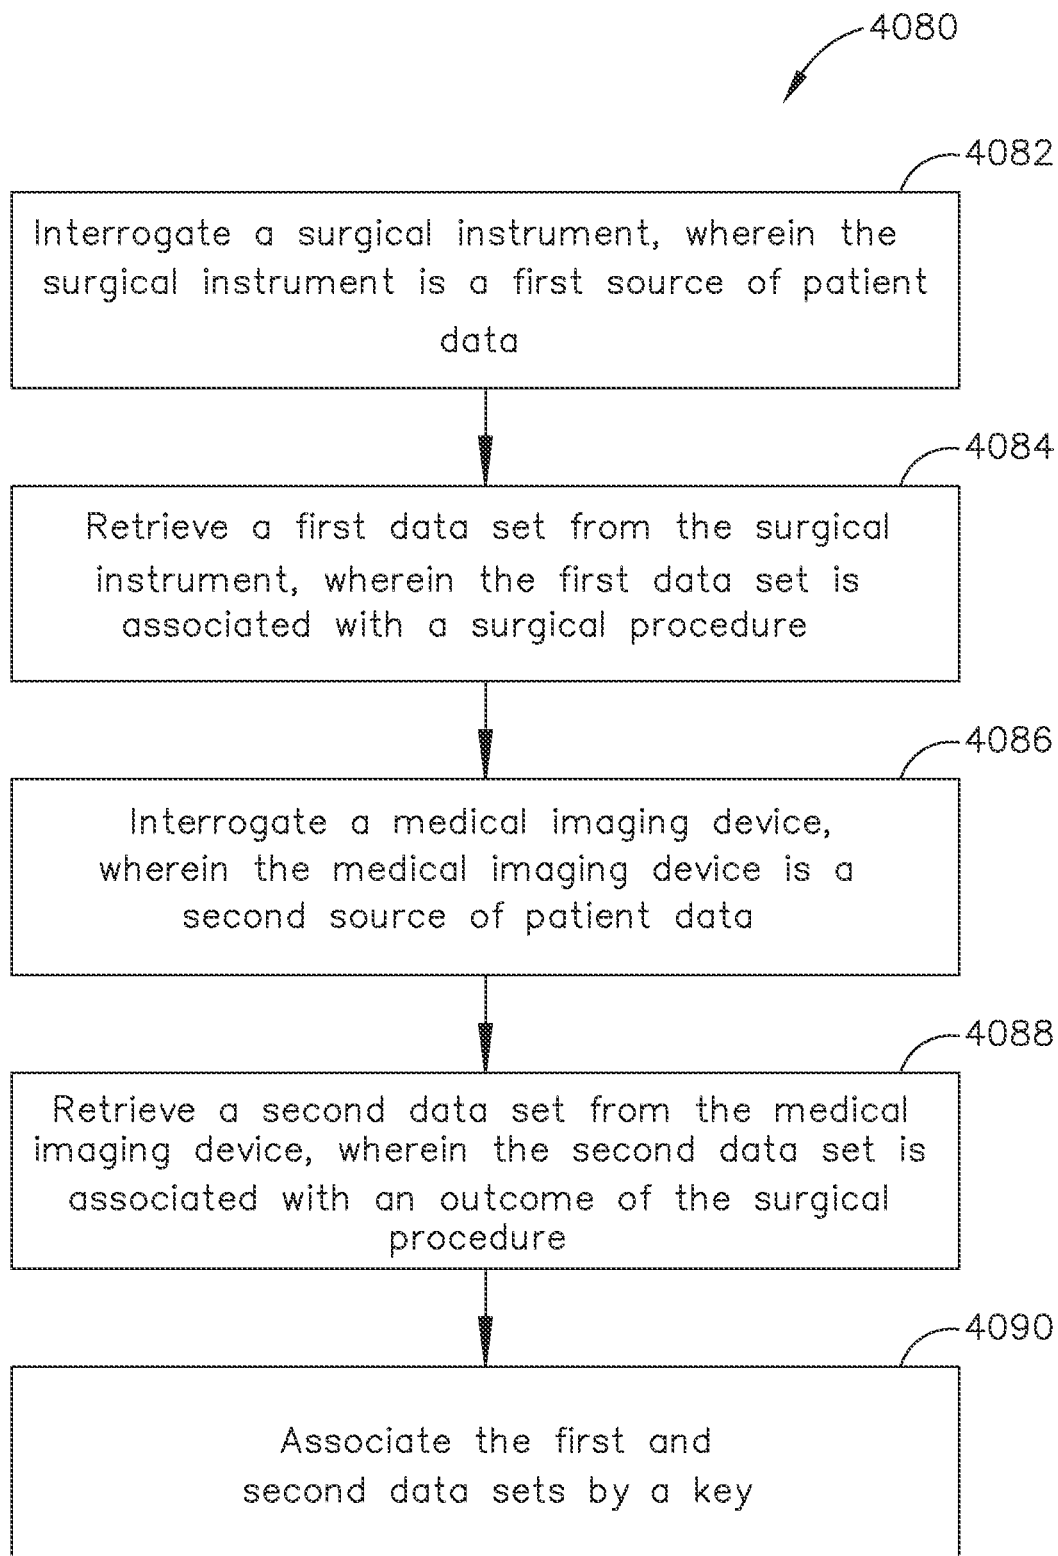 4080
4082
Interrogate a surgical instrument, wherein the
surgical instrument is a first source of patient
data
4084
Retrieve a first data set from the surgical
instrument, wherein the first data set is
associated with a surgical procedure
4086
Interrogate a medical imaging device,
wherein the medical imaging device is a
second source of patient data
4088
Retrieve a second data set from the medical
imaging device, wherein the second data set is
associated with an outcome of the surgical
procedure
4090
Associate the first and
second data sets by a key